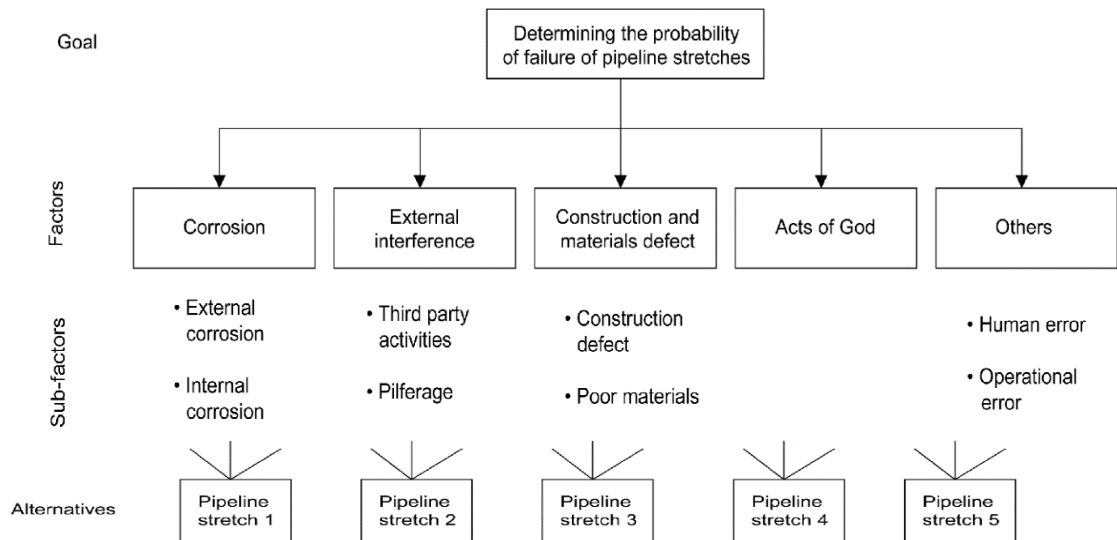 Goal
Determining the probability
of failure of pipeline stretches
Factors
Corrosion
External
interference
Construction and
materials defect
Acts of God
Others
Sub-factors
• External
corrosion
• Internal
corrosion
• Third party
activities
• Pilferage
• Construction
defect
• Poor materials
• Human error
• Operational
error
Alternatives
Pipeline
stretch 1
Pipeline
stretch 2
Pipeline
stretch 3
Pipeline
stretch 4
Pipeline
stretch 5